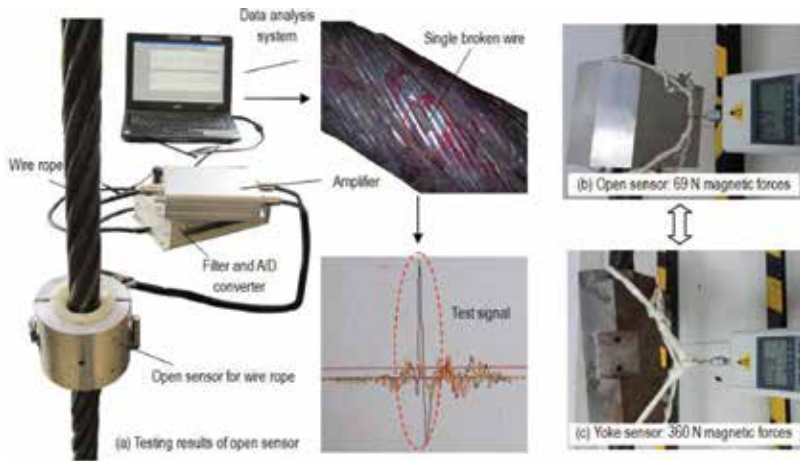 Data analysis
system
Single broken wire
Wire rope
Amplifier
Filter and A/D
converter
Test signal
Open sensor for wire rope
(a) Testing results of open sensor
(b) Open sensor: 69 N magnetic forces
(c) Yoke sensor: 360 N magnetic forces